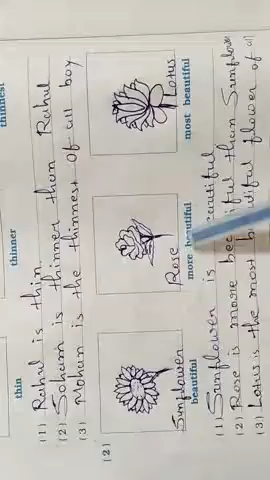 thin thinner thinnest
(1) Rahul is thin.
(2) Soham is thinner than Rahul
(3) Mohan is the thinnest of all boy
(2)
Sunflower Rose Lotus
beautiful more beautiful most beautiful
(1) Sunflower is beautiful
(2) Rose is more than Sunflower
(3) Lotus is the most flower of all